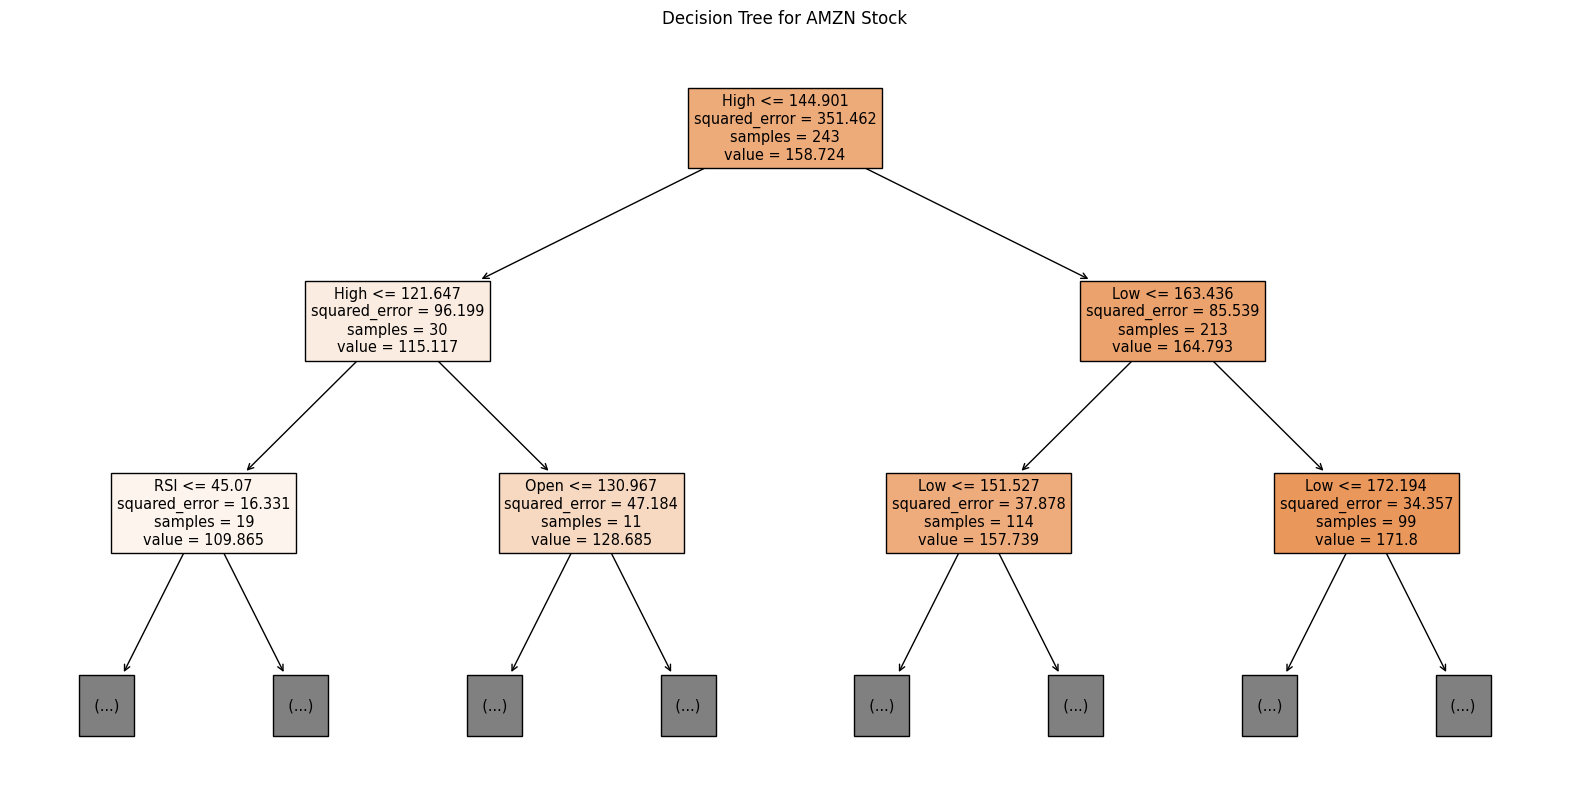 Decision Tree for AMZN Stock
High <= 144.901
squared_error = 351.462
samples = 243
value = 158.724
High <= 121.647
squared_error = 96.199
samples = 30
value = 115.117
Low <= 163.436
squared_error = 85.539
samples = 213
value = 164.793
RSI <= 45.07
squared_error = 16.331
samples = 19
value = 109.865
Open <= 130.967
squared_error = 47.184
samples = 11
value = 128.685
Low <= 151.527
squared_error = 37.878
samples = 114
value = 157.739
Low <= 172.194
squared_error = 34.357
samples = 99
value = 171.8
(...)
(...)
(...)
(...)
(...)
(...)
(...)
(...)